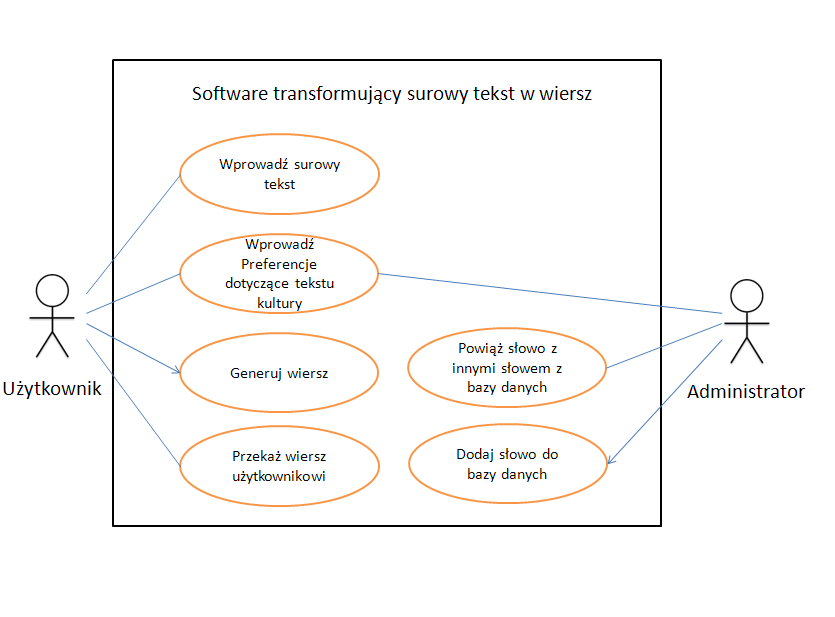 Software transformujący surowy tekst w wiersz
Wprowadź surowy
tekst
Wprowadź
Preferencje
dotyczące tekstu
kultury
Generuj wiersz
Przekaż wiersz
użytkownikowi
Powiąż słowo z
innymi słowem z
bazy danych
Dodaj słowo do
bazy danych
Użytkownik
Administrator